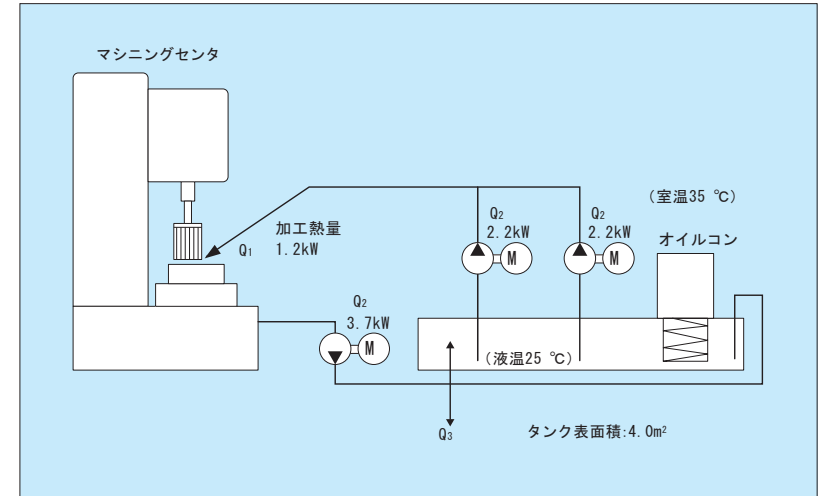 マシニングセンタ
(室温35 ℃)
Q₂
2.2kW
M
Q₂
2.2kW
M
オイルコン
加工熱量
1.2kW
Q₁
Q₂
3.7kW
M
(液温25 ℃)
Q₃
タンク表面積:4.0m²